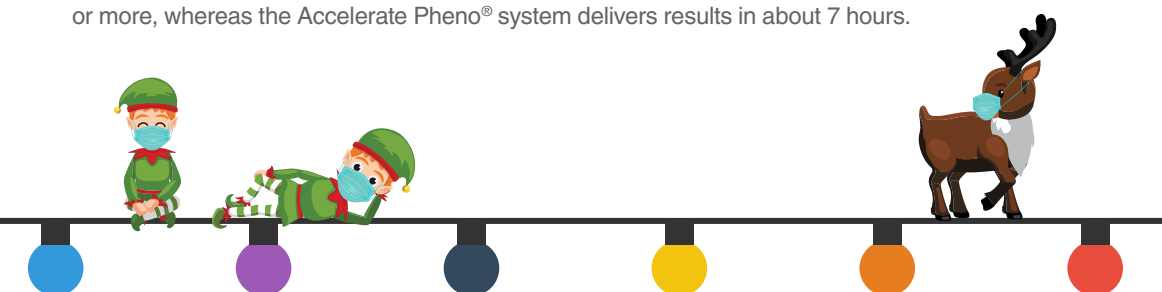 or more, whereas the Accelerate Pheno® system delivers results in about 7 hours.